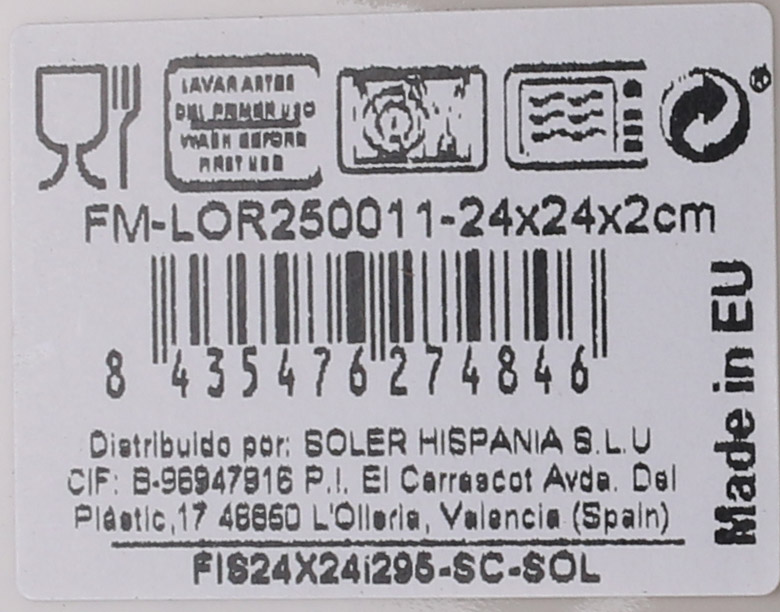 LAVAR ANTES
DEL PRIMER USO
WASH BEFORE
FIRST USE
®
FM-LOR250011-24x24x2cm
8 435476 274846
Made in EU
Distribuido por: SOLER HISPANIA S.L.U
CIF: B-96947916 P.I. El Carrascot Avda. Del
Plàstic,17 46850 L'Olleria, Valencia (Spain)
FIS24X24i295-SC-SOL